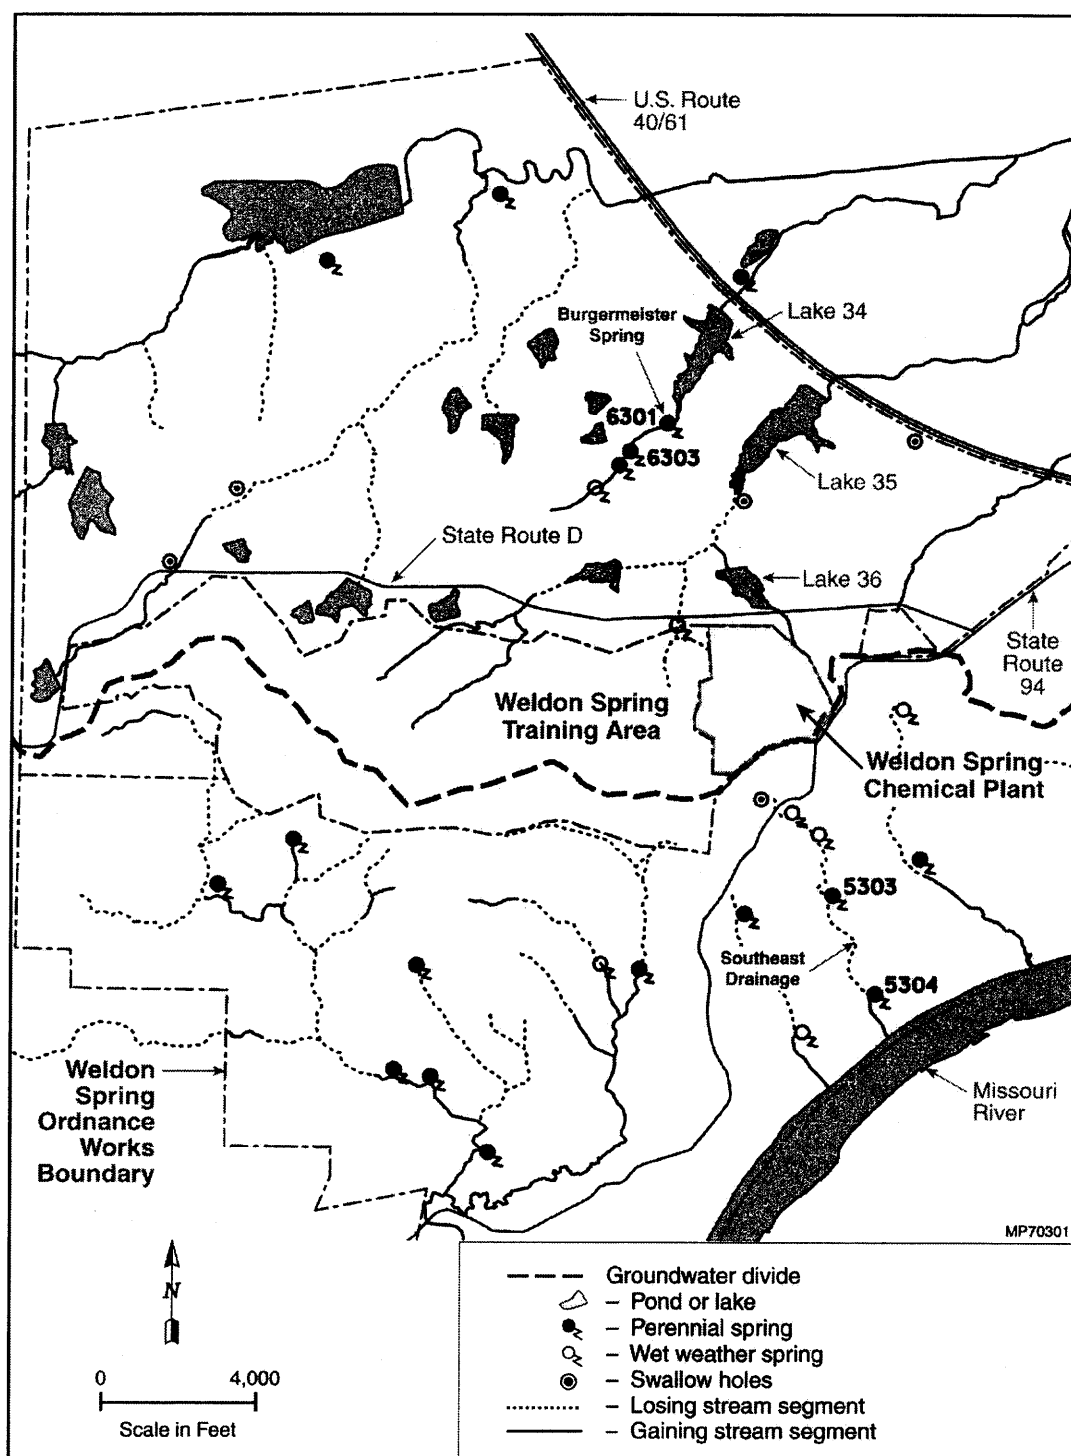 U.S. Route
40/61
Burgermeister
Spring
Lake 34
6301
6303
Lake 35
State Route D
Lake 36
State
Route
94
Weldon Spring
Training Area
Weldon Spring
Chemical Plant
5303
Southeast
Drainage
5304
Weldon
Spring
Ordnance
Works
Boundary
Missouri
River
MP70301
N
0 4,000
Scale in Feet
Groundwater divide
– Pond or lake
– Perennial spring
– Wet weather spring
– Swallow holes
– Losing stream segment
– Gaining stream segment